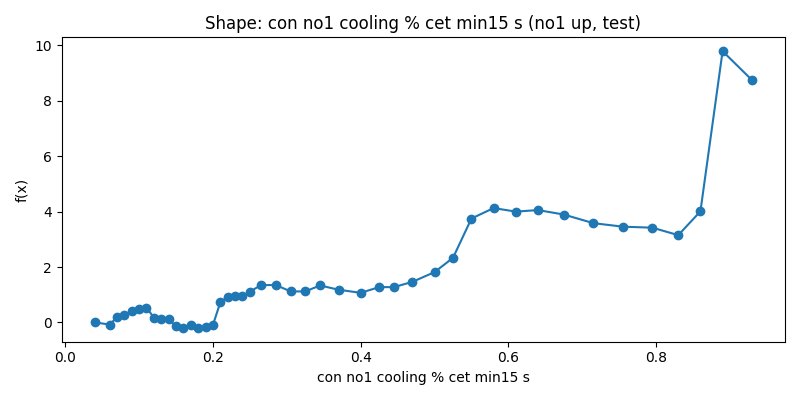 Shape: con no1 cooling % cet min15 s (no1 up, test)
f(x)
10
8
6
4
2
0
0.0 0.2 0.4 0.6 0.8
con no1 cooling % cet min15 s